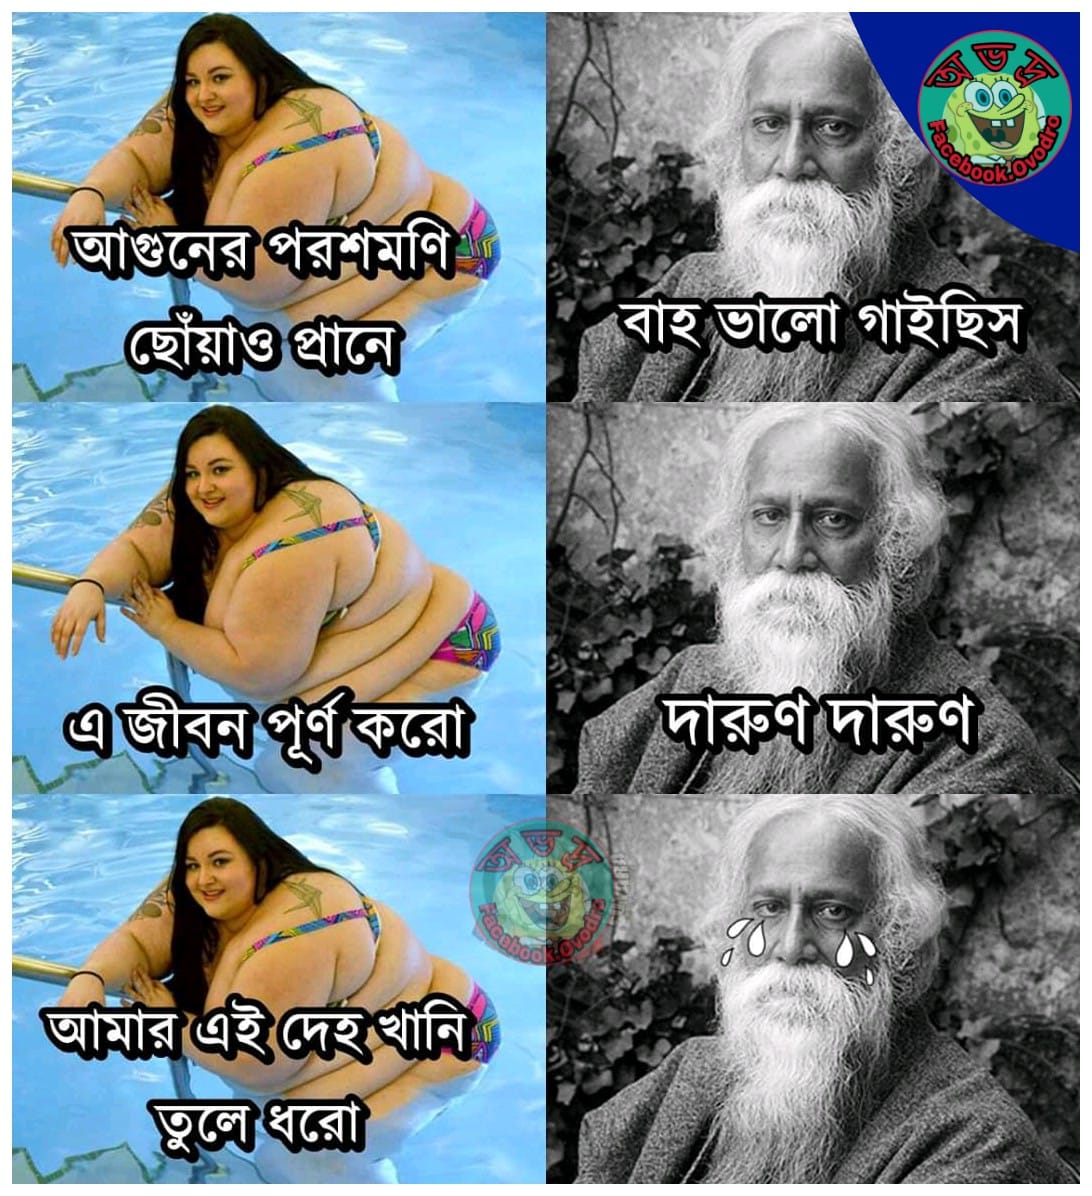 অভদ্র
Facebook.Ovodro
আগুনের পরশমণি
ছোঁয়াও প্রানে
বাহ ভালো গাইছিস
এ জীবন পূর্ণ করো
দারুণ দারুণ
অভদ্র
Facebook.Ovodro
আমার এই দেহ খানি
তুলে ধরো